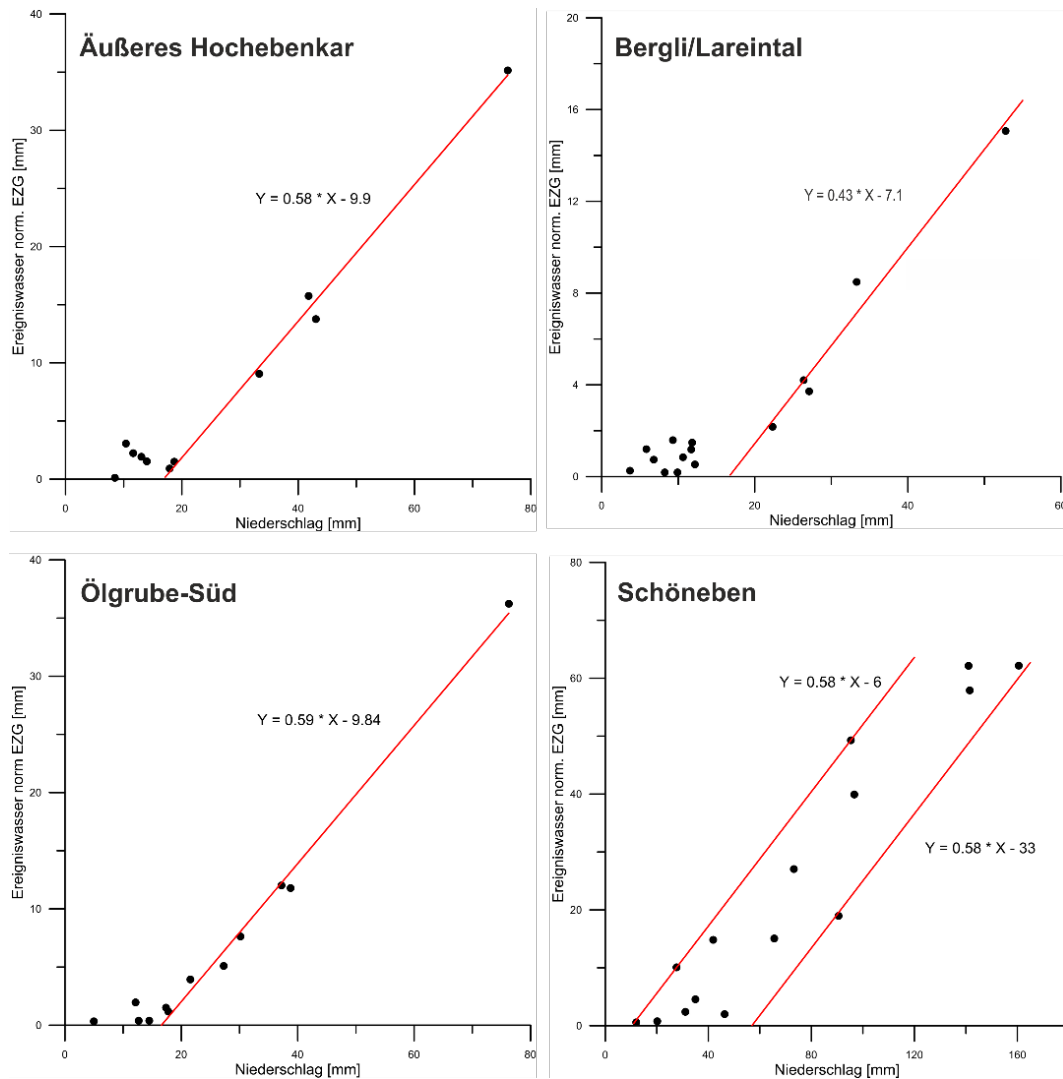 Äußeres Hochebenkar
Y = 0.58 * X - 9.9
Ereigniswasser norm. EZG [mm]
40
30
20
10
0
0 20 40 60 80
Niederschlag [mm]
Bergli/Lareintal
Y = 0.43 * X - 7.1
Ereigniswasser norm. EZG [mm]
20
16
12
8
4
0
0 20 40 60
Niederschlag [mm]
Ölgrube-Süd
Y = 0.59 * X - 9.84
Ereigniswasser norm EZG [mm]
40
30
20
10
0
0 20 40 60 80
Niederschlag [mm]
Schöneben
Y = 0.58 * X - 6
Y = 0.58 * X - 33
Ereigniswasser norm. EZG [mm]
80
60
40
20
0
0 40 80 120 160
Niederschlag [mm]